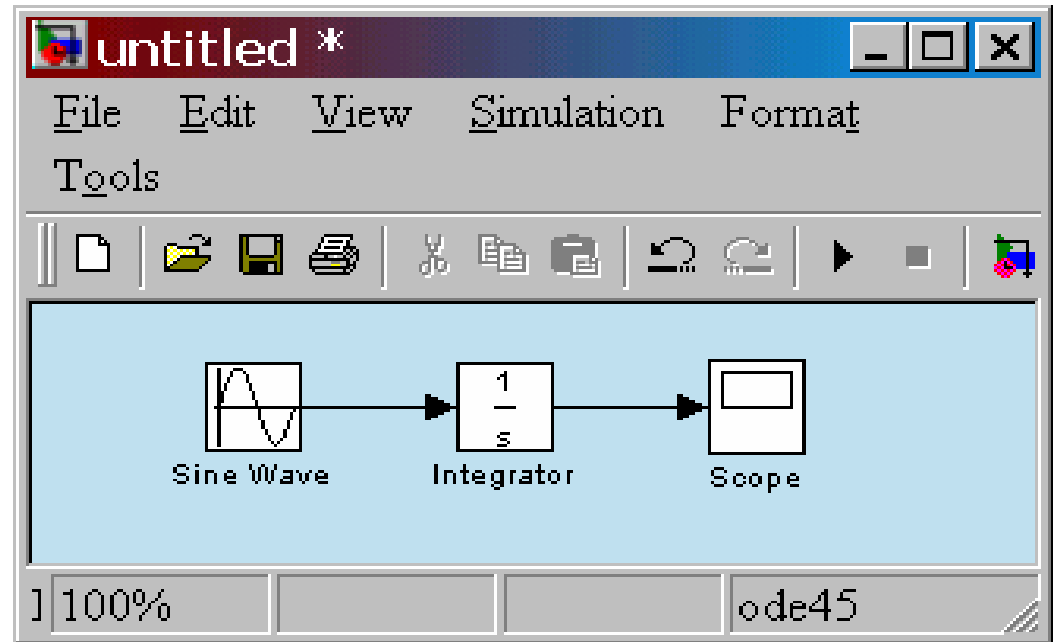 untitled *
File Edit View Simulation Format
Tools
1
s
Sine Wave Integrator Scope
100% ode45